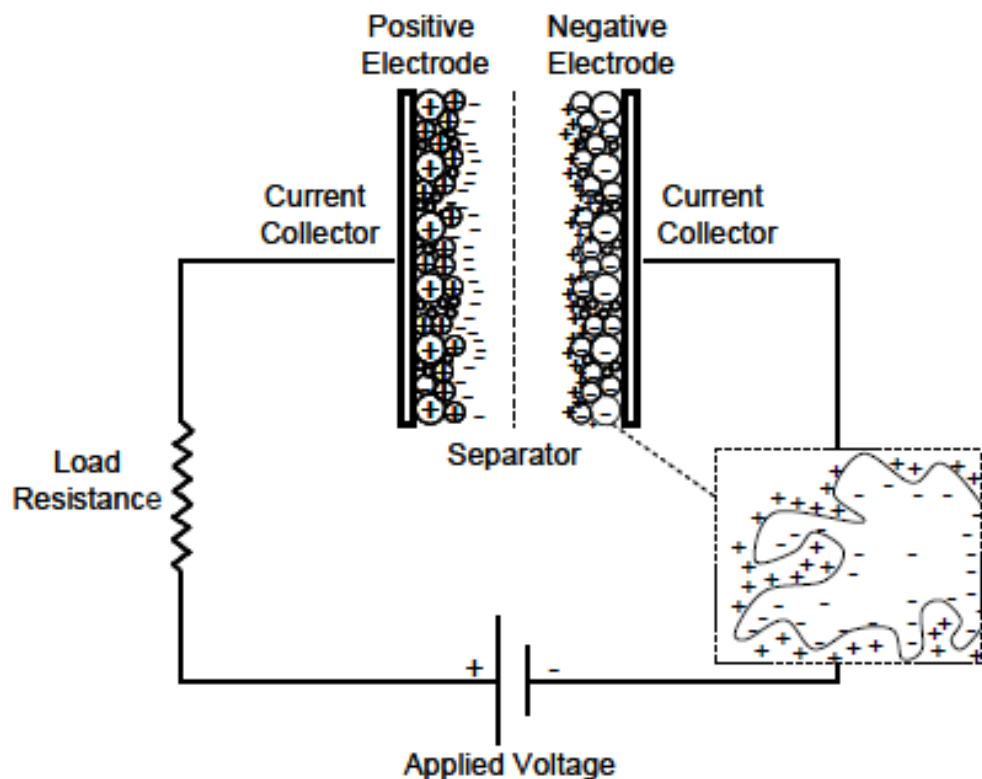 Positive
Electrode
Negative
Electrode
Current
Collector
Current
Collector
Separator
Load
Resistance
+ -
Applied Voltage